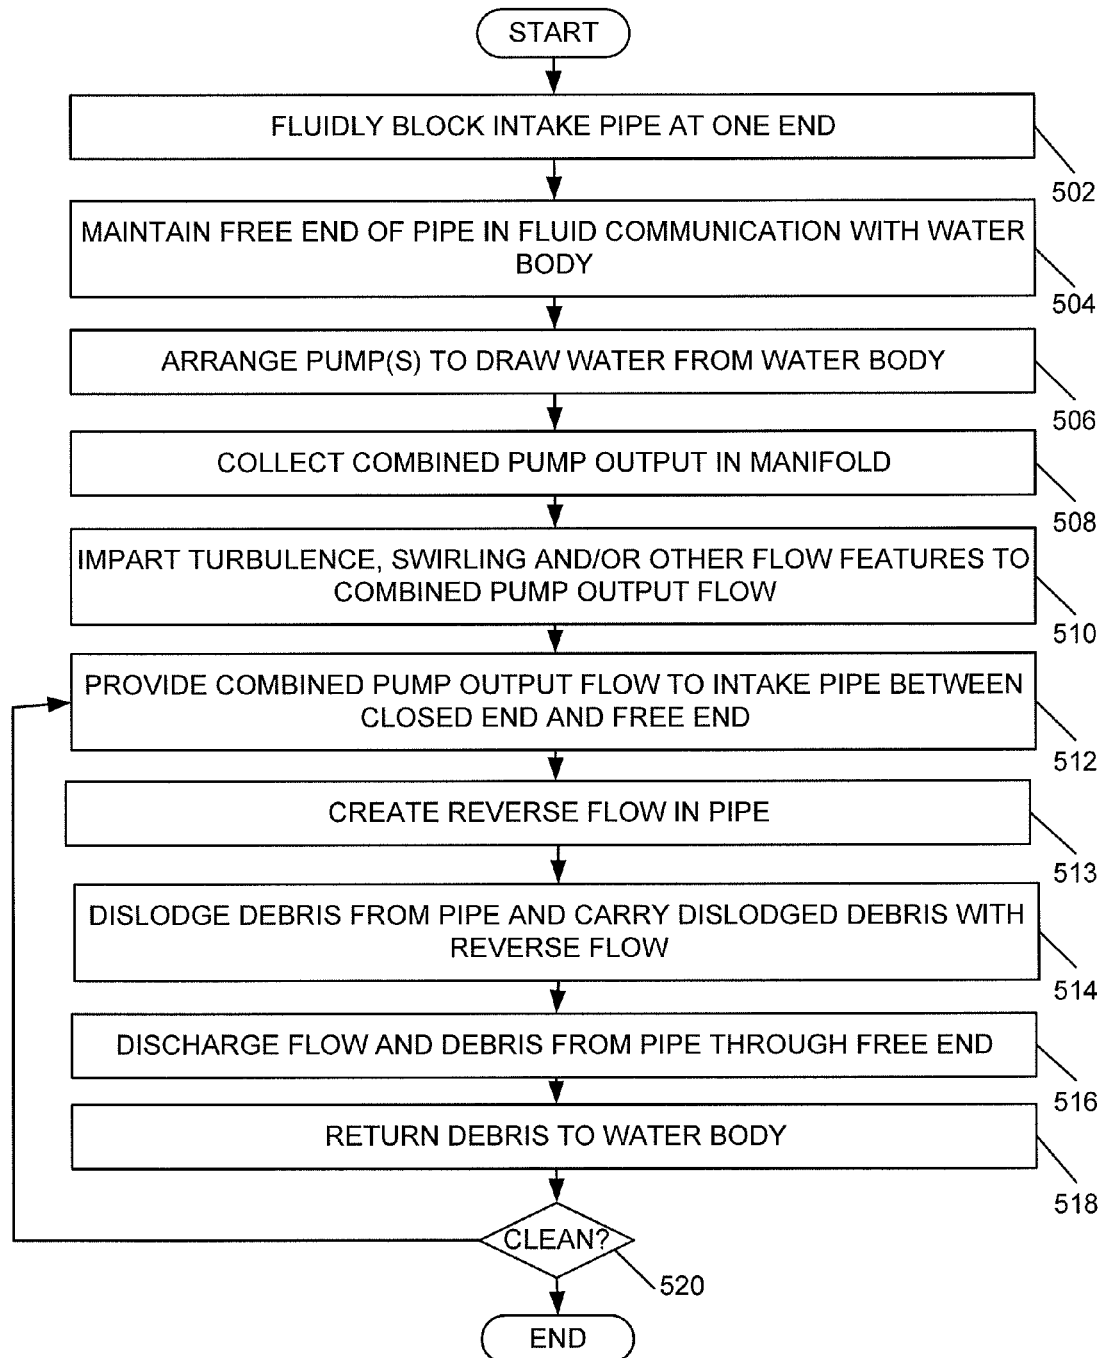 START
FLUIDLY BLOCK INTAKE PIPE AT ONE END
502
MAINTAIN FREE END OF PIPE IN FLUID COMMUNICATION WITH WATER
BODY
504
ARRANGE PUMP(S) TO DRAW WATER FROM WATER BODY
506
COLLECT COMBINED PUMP OUTPUT IN MANIFOLD
508
IMPART TURBULENCE, SWIRLING AND/OR OTHER FLOW FEATURES TO
COMBINED PUMP OUTPUT FLOW
510
PROVIDE COMBINED PUMP OUTPUT FLOW TO INTAKE PIPE BETWEEN
CLOSED END AND FREE END
512
CREATE REVERSE FLOW IN PIPE
513
DISLODGE DEBRIS FROM PIPE AND CARRY DISLODGED DEBRIS WITH
REVERSE FLOW
514
DISCHARGE FLOW AND DEBRIS FROM PIPE THROUGH FREE END
516
RETURN DEBRIS TO WATER BODY
518
CLEAN?
520
END